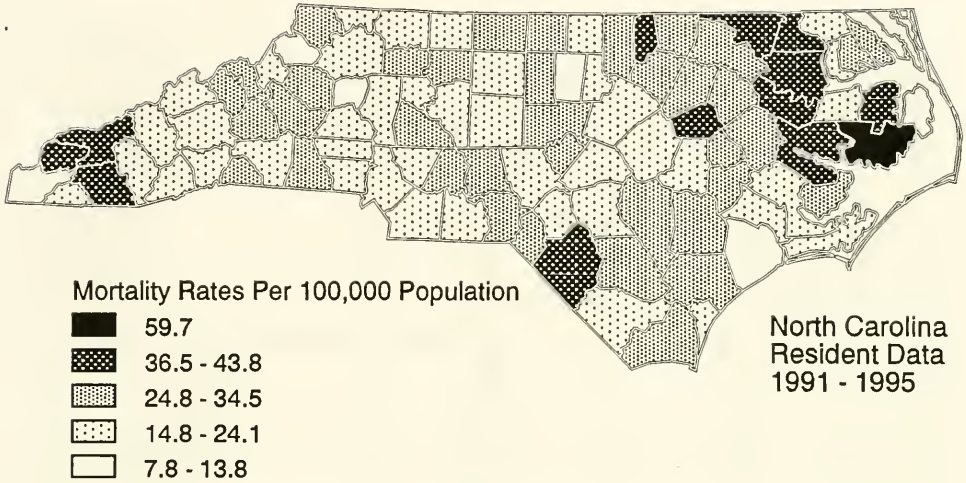 Mortality Rates Per 100,000 Population
59.7
36.5 - 43.8
24.8 - 34.5
14.8 - 24.1
7.8 - 13.8
North Carolina
Resident Data
1991 - 1995